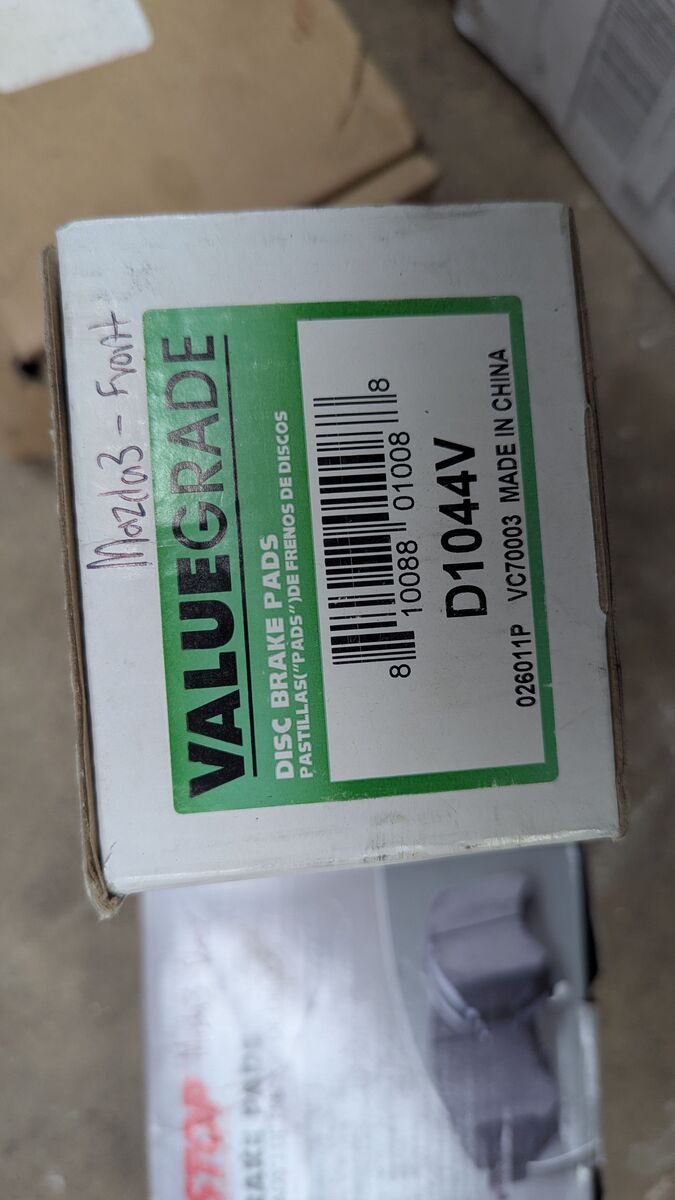 Mazda3 - Front
VALUEGRADE
DISC BRAKE PADS
PASTILLAS("PADS")DE FRENOS DE DISCOS
8 10088 01008 8
D1044V
026011P VC70003 MADE IN CHINA
STOP
BRAKE PADS